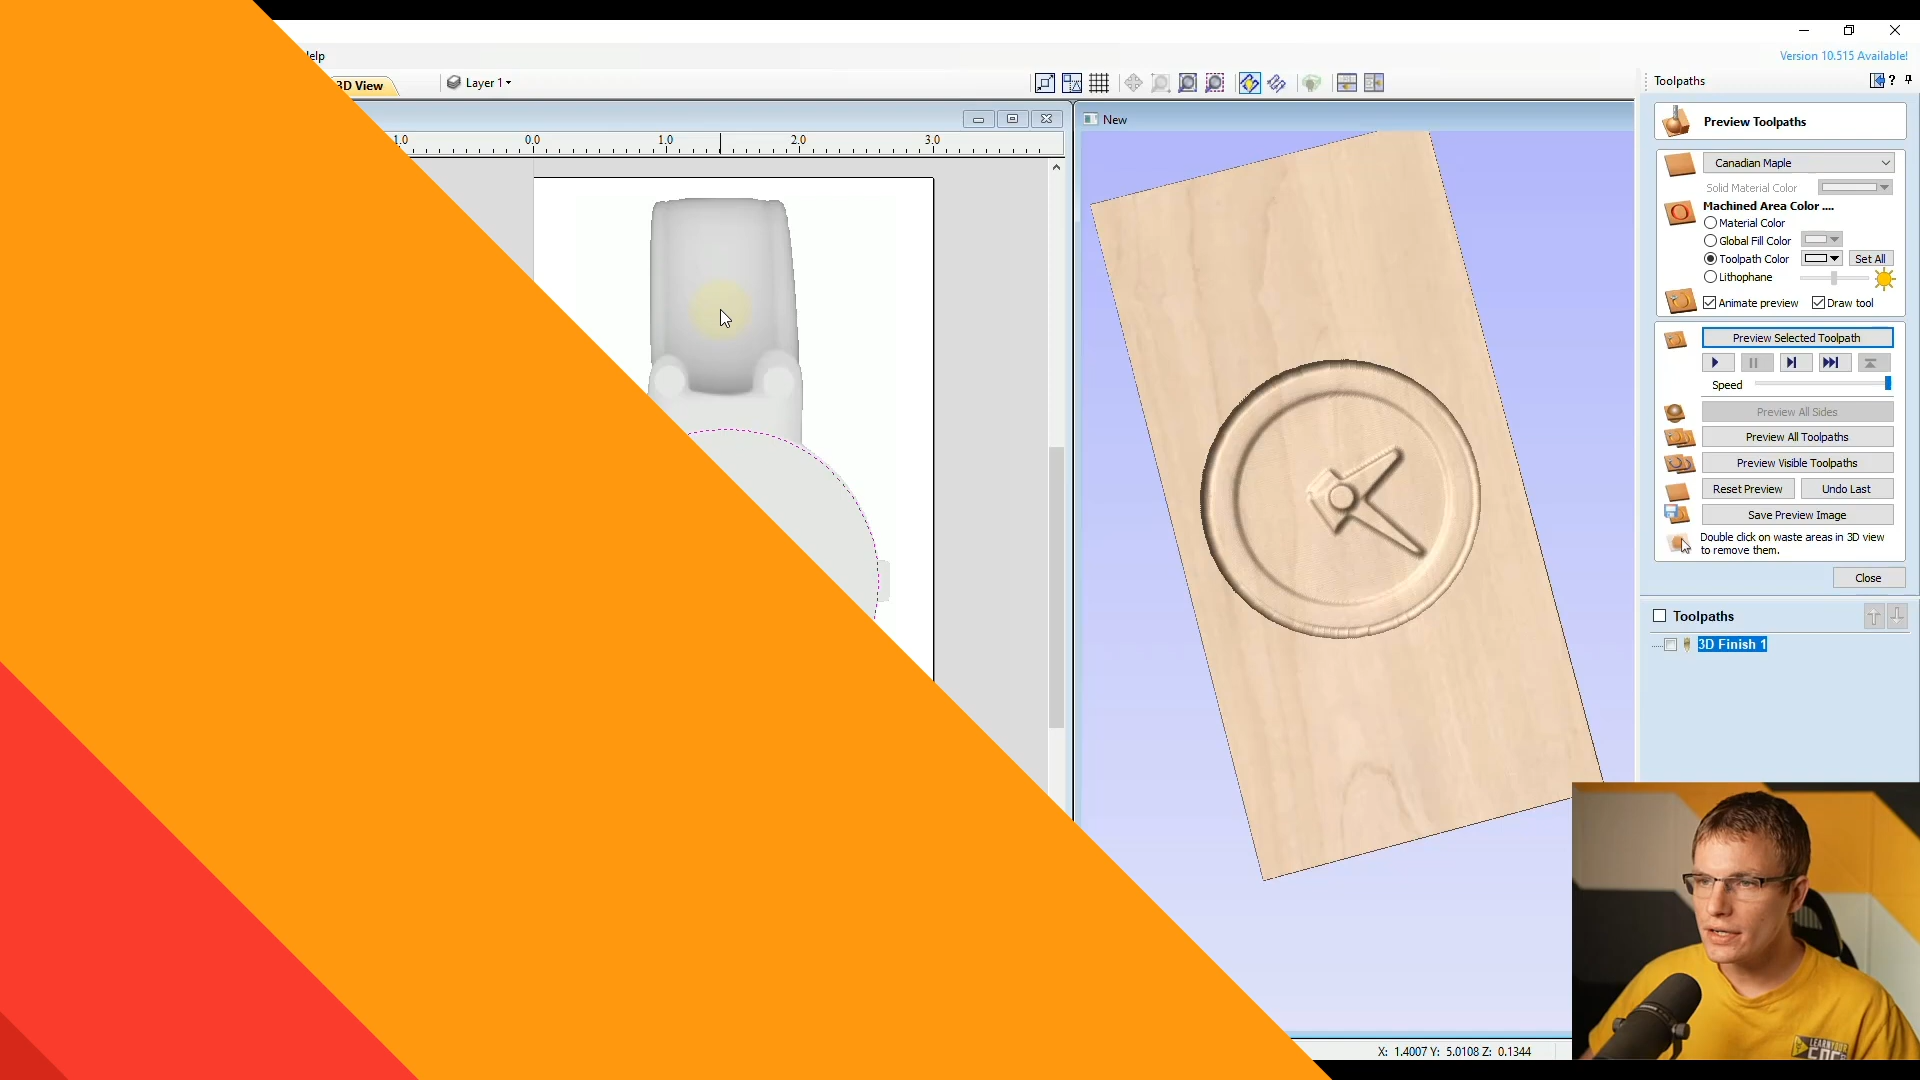 Help
Version 10.515 Available!
3D View
Layer 1
Toolpaths
1.0
0.0
1.0
2.0
3.0
New
Preview Toolpaths
Canadian Maple
Solid Material Color
Machined Area Color ....
Material Color
Global Fill Color
Toolpath Color
Set All
Lithophane
Animate preview
Draw tool
Preview Selected Toolpath
Speed
Preview All Sides
Preview All Toolpaths
Preview Visible Toolpaths
Reset Preview
Undo Last
Save Preview Image
Double click on waste areas in 3D view
to remove them.
Close
Toolpaths
3D Finish 1
X: 1.4007 Y: 5.0108 Z: 0.1344
LEARN YOUR
CNC